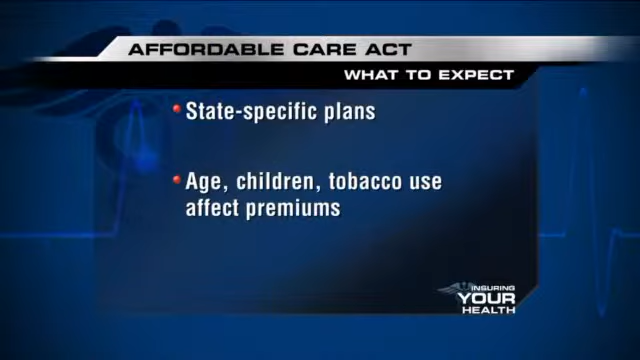 AFFORDABLE CARE ACT
WHAT TO EXPECT
State-specific plans
Age, children, tobacco use
affect premiums
INSURING
YOUR
HEALTH